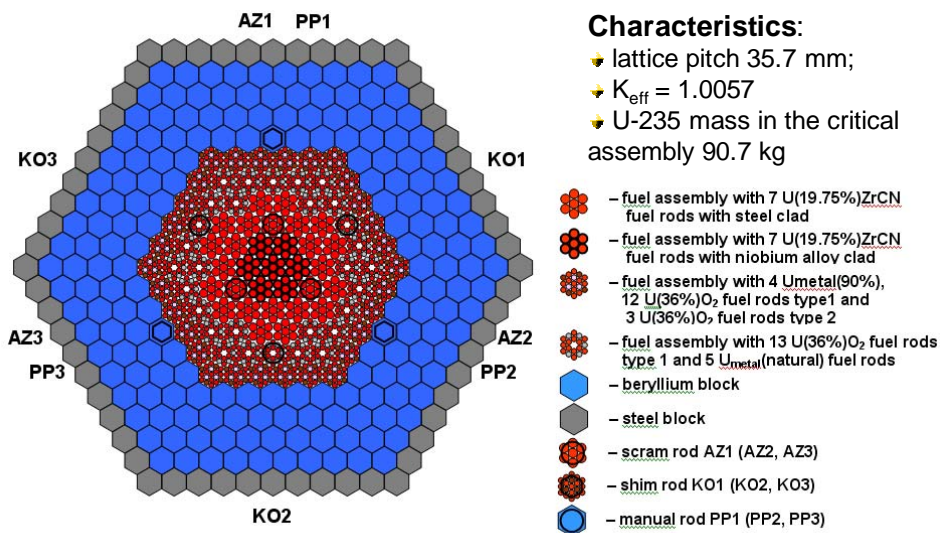 AZ1 PP1
KO3
KO1
AZ3
PP3
AZ2
PP2
KO2
Characteristics:
lattice pitch 35.7 mm;
Keff = 1.0057
U-235 mass in the critical
assembly 90.7 kg
– fuel assembly with 7 U(19.75%)ZrCN
fuel rods with steel clad
– fuel assembly with 7 U(19.75%)ZrCN
fuel rods with niobium alloy clad
– fuel assembly with 4 Umetal(90%),
12 U(36%)O₂ fuel rods type1 and
3 U(36%)O₂ fuel rods type 2
– fuel assembly with 13 U(36%)O₂ fuel rods
type 1 and 5 Umetal(natural) fuel rods
– beryllium block
– steel block
– scram rod AZ1 (AZ2, AZ3)
– shim rod KO1 (KO2, KO3)
– manual rod PP1 (PP2, PP3)